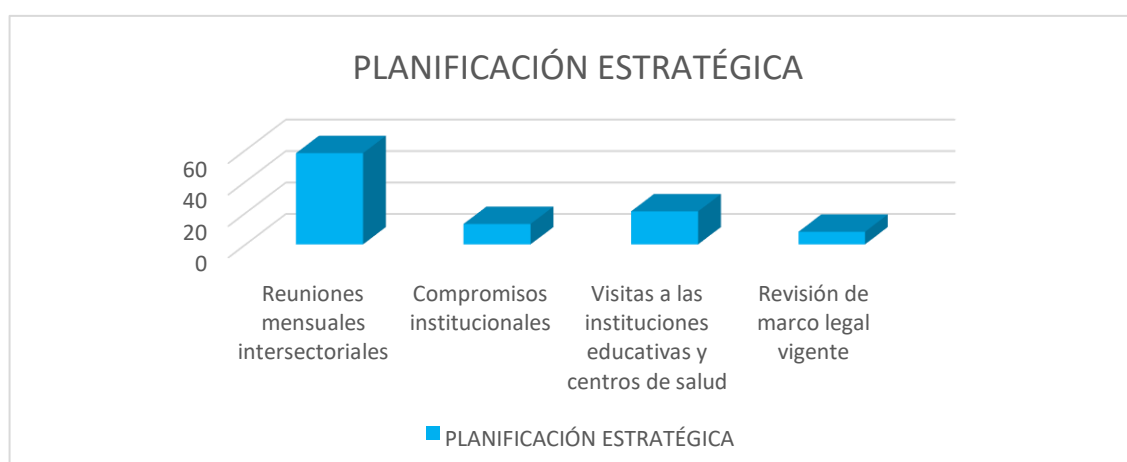 PLANIFICACIÓN ESTRATÉGICA
60
40
20
0
Reuniones
mensuales
intersectoriales
Compromisos
institucionales
Visitas a las
instituciones
educativas y
centros de salud
Revisión de
marco legal
vigente
PLANIFICACIÓN ESTRATÉGICA